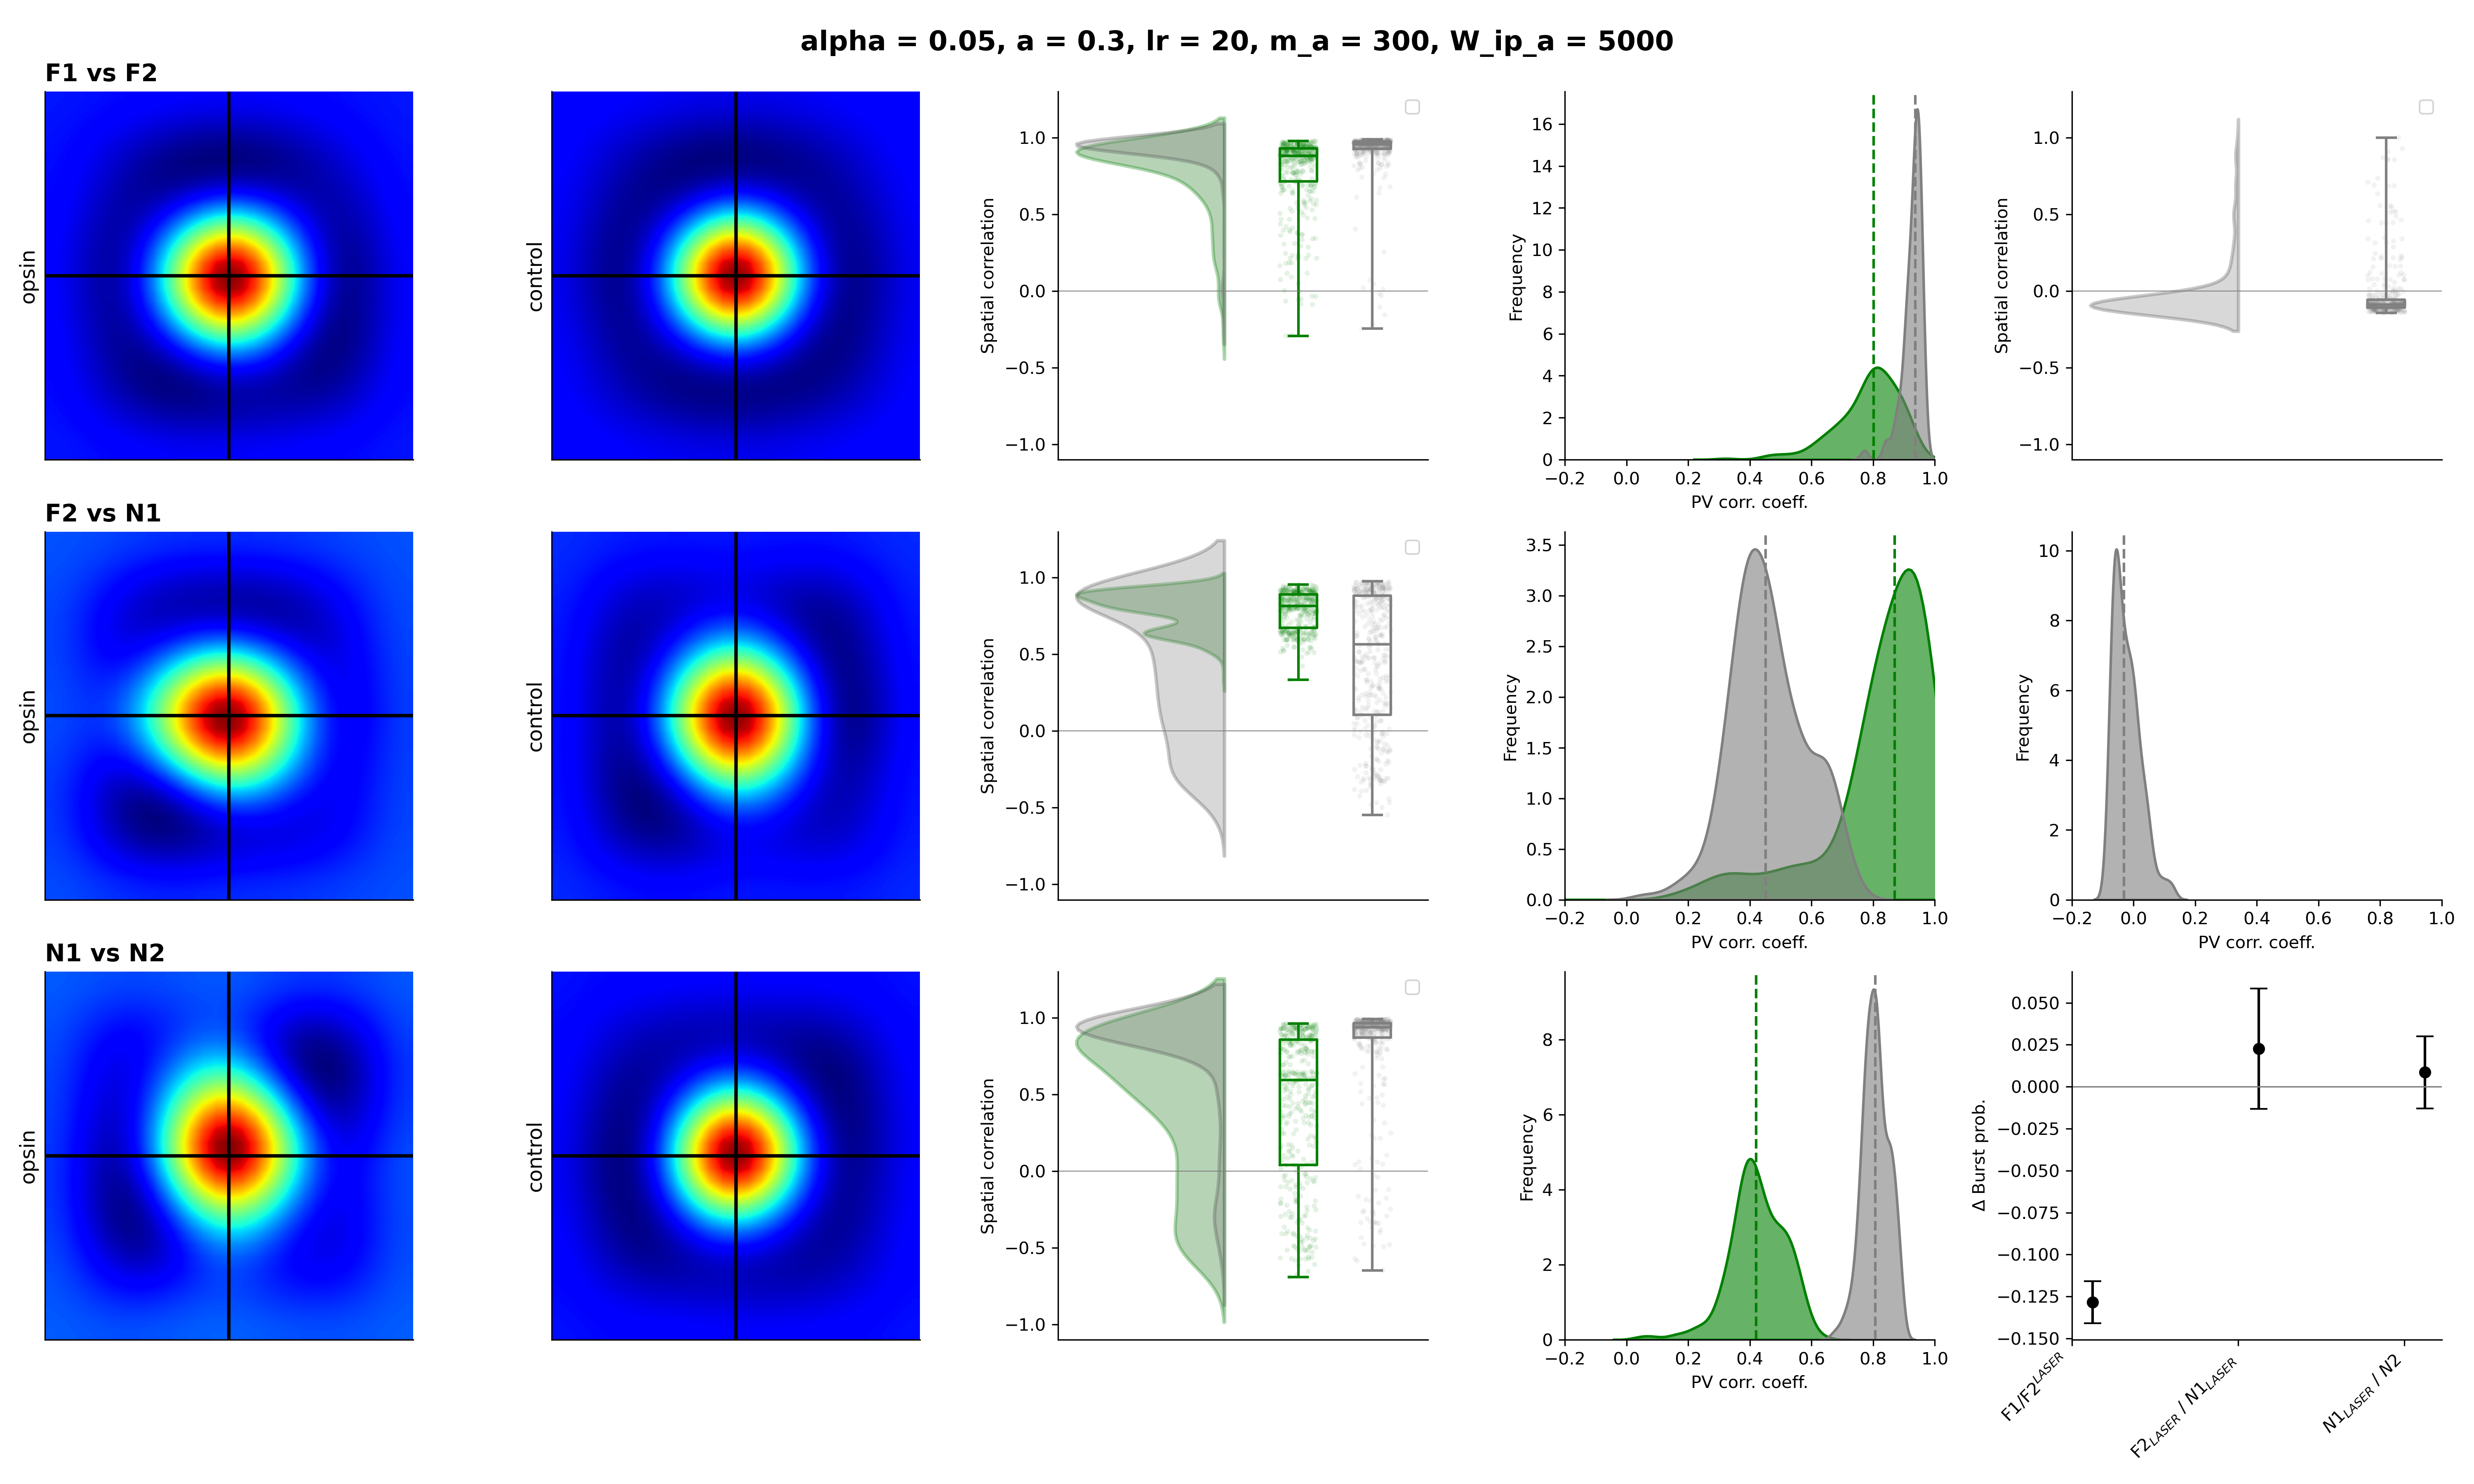 alpha = 0.05, a = 0.3, lr = 20, m_a = 300, W_ip_a = 5000
F1 vs F2
opsin
control
Spatial correlation
1.0
0.5
0.0
−0.5
−1.0
Frequency
16
14
12
10
8
6
4
2
0
−0.2 0.0 0.2 0.4 0.6 0.8 1.0
PV corr. coeff.
Spatial correlation
1.0
0.5
0.0
−0.5
−1.0
F2 vs N1
opsin
control
Spatial correlation
1.0
0.5
0.0
−0.5
−1.0
Frequency
3.5
3.0
2.5
2.0
1.5
1.0
0.5
0.0
−0.2 0.0 0.2 0.4 0.6 0.8 1.0
PV corr. coeff.
Frequency
10
8
6
4
2
0
−0.2 0.0 0.2 0.4 0.6 0.8 1.0
PV corr. coeff.
N1 vs N2
opsin
control
Spatial correlation
1.0
0.5
0.0
−0.5
−1.0
Frequency
8
6
4
2
0
−0.2 0.0 0.2 0.4 0.6 0.8 1.0
PV corr. coeff.
Δ Burst prob.
0.050
0.025
0.000
−0.025
−0.050
−0.075
−0.100
−0.125
−0.150
F1/F2LASER
F2LASER / N1LASER
N1LASER / N2